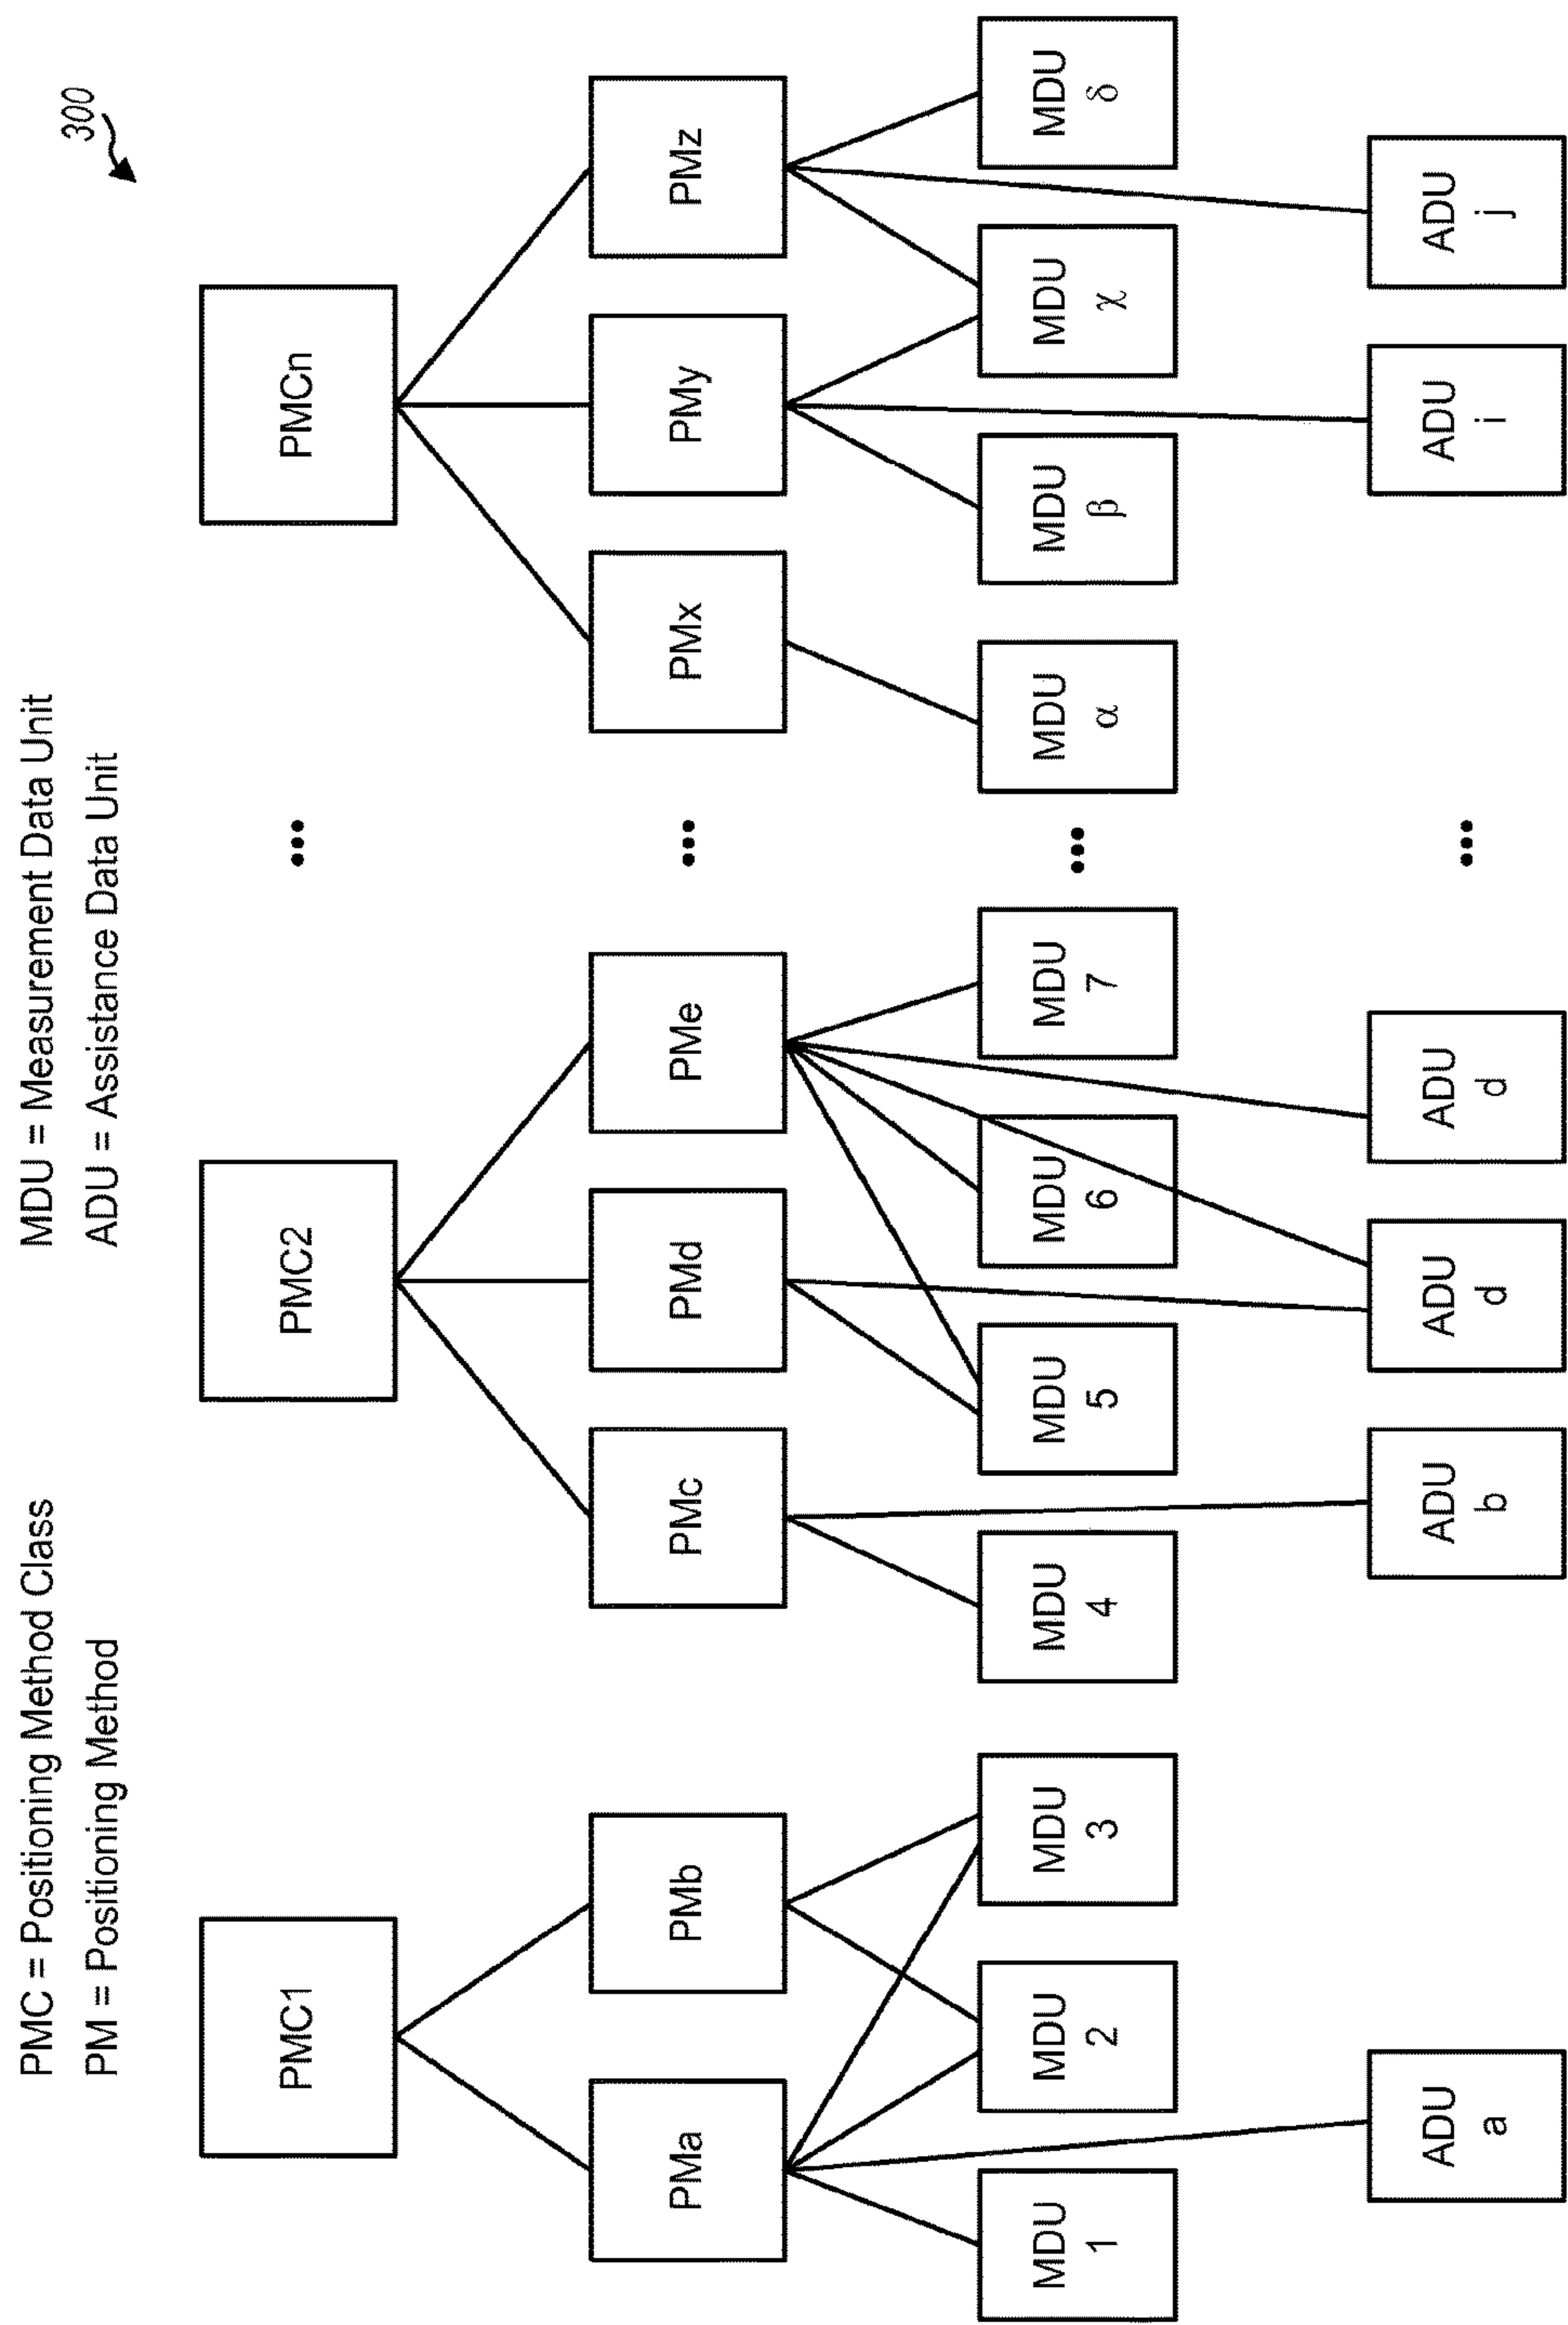 PMC = Positioning Method Class
PM = Positioning Method
MDU = Measurement Data Unit
ADU = Assistance Data Unit
300
PMC1
PMC2
...
PMCn
PMa
PMb
PMc
PMd
PMe
...
PMx
PMy
PMz
MDU
1
MDU
2
MDU
3
MDU
4
MDU
5
MDU
6
MDU
7
...
MDU
α
MDU
β
MDU
χ
MDU
δ
ADU
a
ADU
b
ADU
d
ADU
d
...
ADU
i
ADU
j